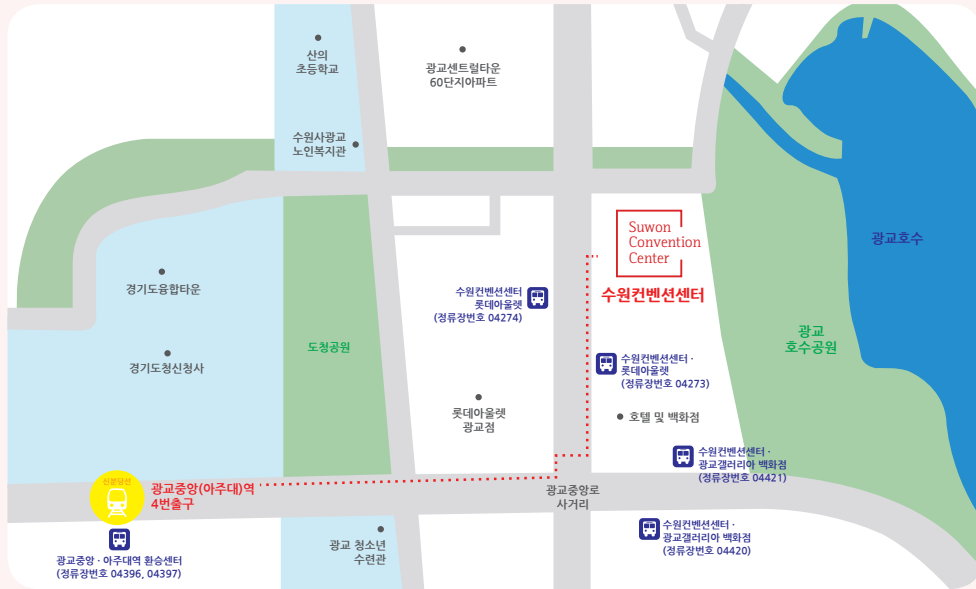 산의
초등학교
광교센트럴타운
60단지아파트
수원사광교
노인복지관
Suwon
Convention
Center
수원컨벤션센터
광교호수
경기도융합타운
수원컨벤션센터
롯데아울렛
(정류장번호 04274)
광교
호수공원
도청공원
경기도청신청사
수원컨벤션센터 ·
롯데아울렛
(정류장번호 04273)
롯데아울렛
광교점
호텔 및 백화점
수원컨벤션센터 ·
광교갤러리아 백화점
(정류장번호 04421)
신분당선
광교중앙(아주대)역
4번출구
광교중앙로
사거리
수원컨벤션센터 ·
광교갤러리아 백화점
(정류장번호 04420)
광교 청소년
수련관
광교중앙 · 아주대역 환승센터
(정류장번호 04396, 04397)